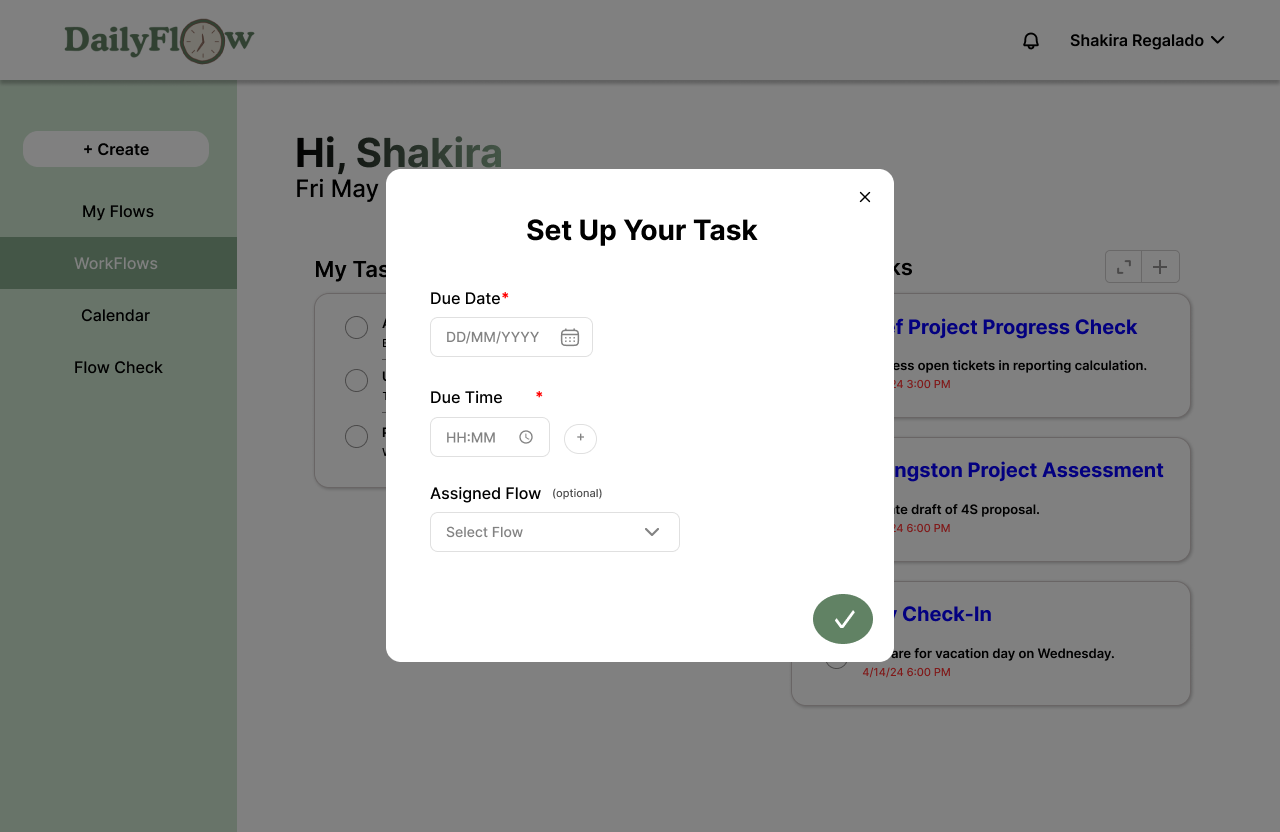 DailyFlow
Shakira Regalado
+ Create
My Flows
WorkFlows
Calendar
Flow Check
Hi, Shakira
Fri May
My Tas
ks
Set Up Your Task
Due Date*
DD/MM/YYYY
Due Time *
HH:MM
+
Assigned Flow (optional)
Select Flow
ef Project Progress Check
ess open tickets in reporting calculation.
24 3:00 PM
ngston Project Assessment
te draft of 4S proposal.
24 6:00 PM
y Check-In
are for vacation day on Wednesday.
4/14/24 6:00 PM